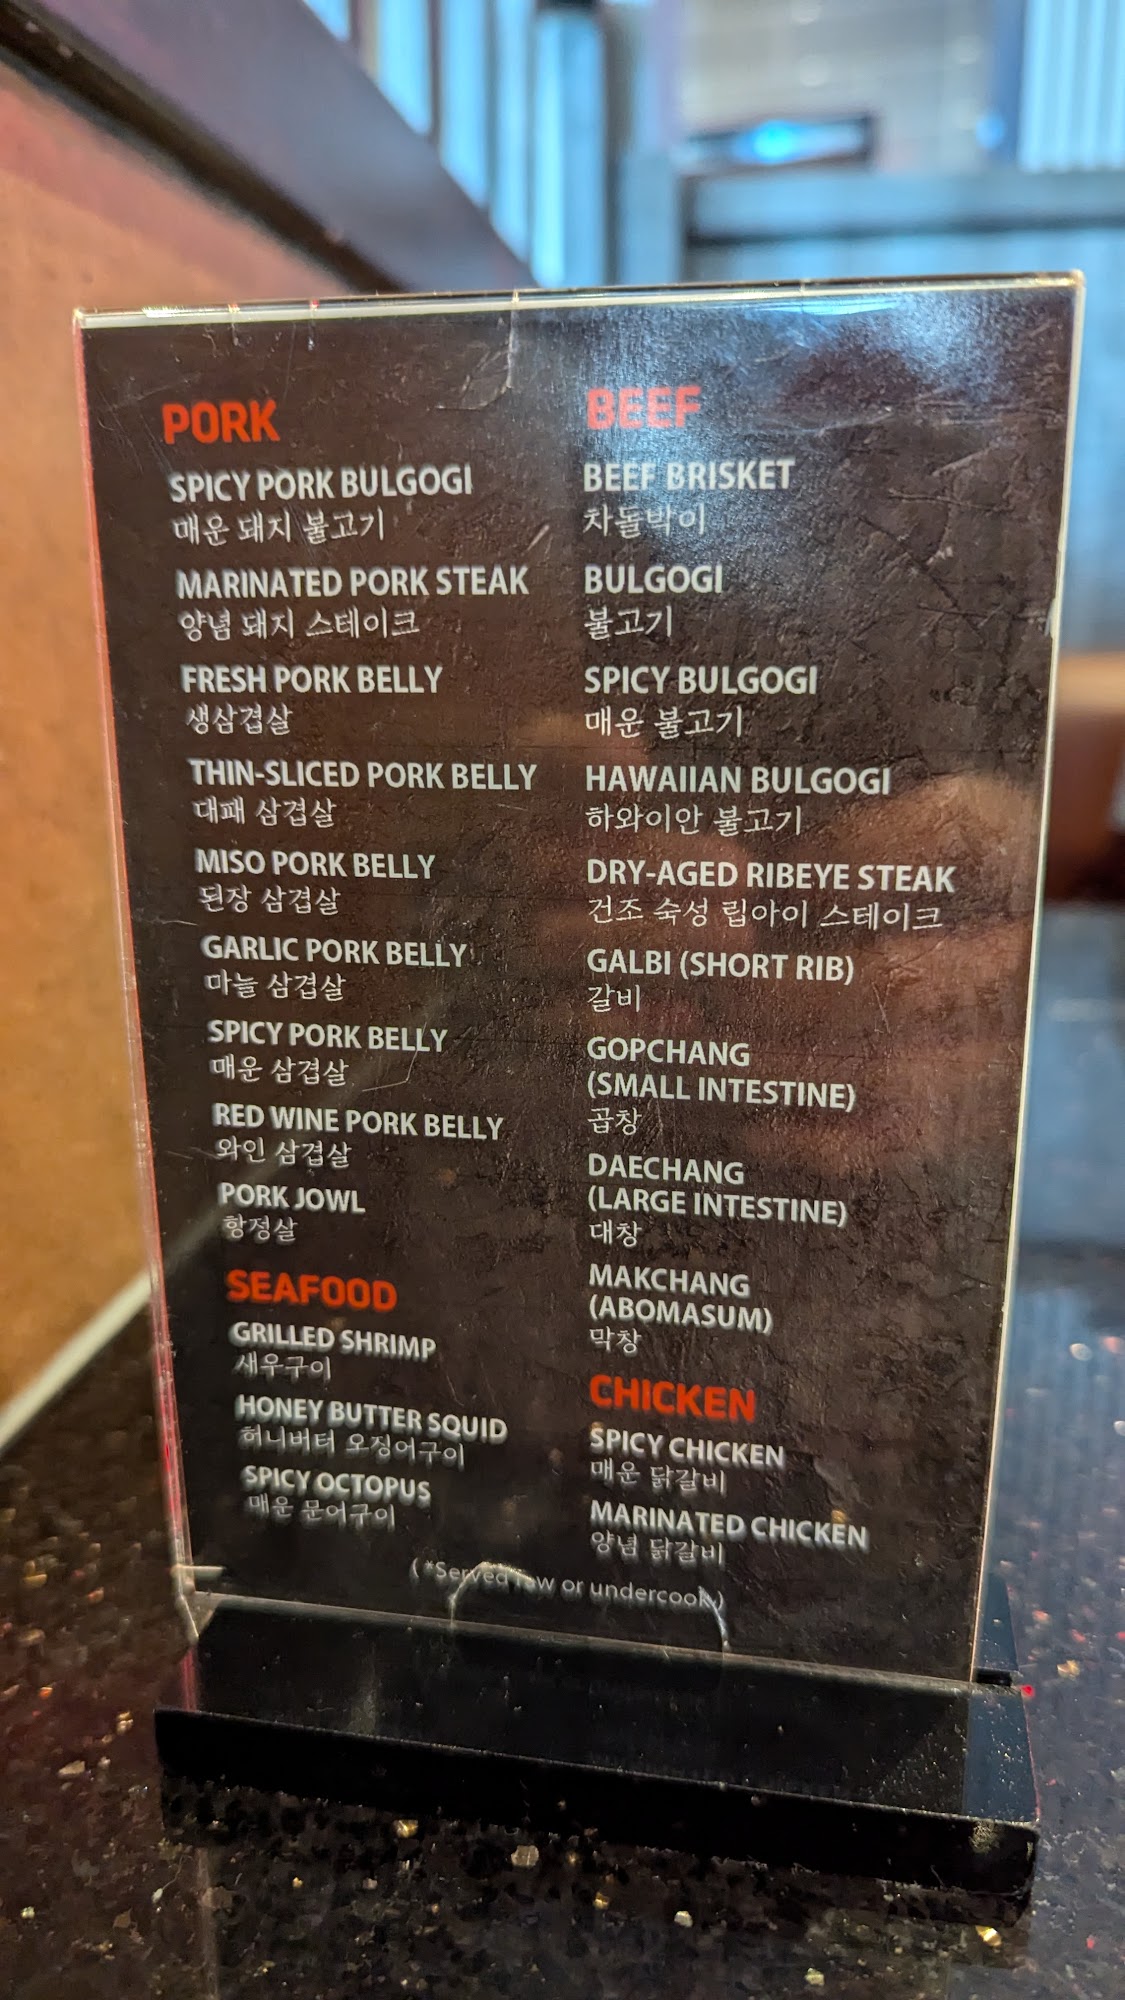 PORK
SPICY PORK BULGOGI
매운 돼지 불고기
MARINATED PORK STEAK
양념 돼지 스테이크
FRESH PORK BELLY
생삼겹살
THIN-SLICED PORK BELLY
대패 삼겹살
MISO PORK BELLY
된장 삼겹살
GARLIC PORK BELLY
마늘 삼겹살
SPICY PORK BELLY
매운 삼겹살
RED WINE PORK BELLY
와인 삼겹살
PORK JOWL
항정살
SEAFOOD
GRILLED SHRIMP
새우구이
HONEY BUTTER SQUID
허니버터 오징어구이
SPICY OCTOPUS
매운 문어구이
BEEF
BEEF BRISKET
차돌박이
BULGOGI
불고기
SPICY BULGOGI
매운 불고기
HAWAIIAN BULGOGI
하와이안 불고기
DRY-AGED RIBEYE STEAK
건조 숙성 립아이 스테이크
GALBI (SHORT RIB)
갈비
GOPCHANG
(SMALL INTESTINE)
곱창
DAECHANG
(LARGE INTESTINE)
대창
MAKCHANG
(ABOMASUM)
막창
CHICKEN
SPICY CHICKEN
매운 닭갈비
MARINATED CHICKEN
양념 닭갈비
(*Served raw or undercook)